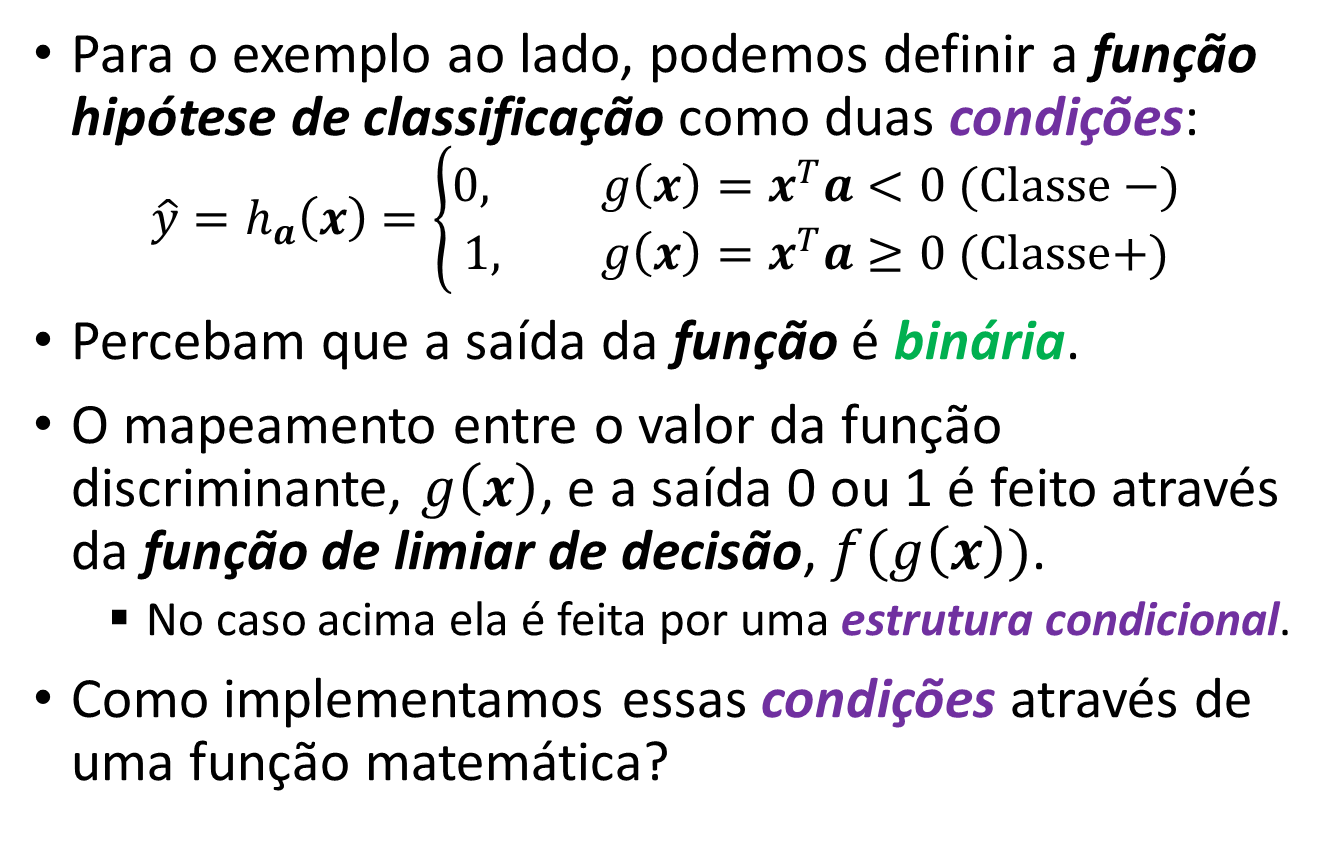 • Para o exemplo ao lado, podemos definir a função
hipótese de classificação como duas condições:
ŷ = hₐ(x) = { 0, g(x) = xᵀa < 0 (Classe −)
1, g(x) = xᵀa ≥ 0 (Classe+)
• Percebam que a saída da função é binária.
• O mapeamento entre o valor da função
discriminante, g(x), e a saída 0 ou 1 é feito através
da função de limiar de decisão, f(g(x)).
▪ No caso acima ela é feita por uma estrutura condicional.
• Como implementamos essas condições através de
uma função matemática?